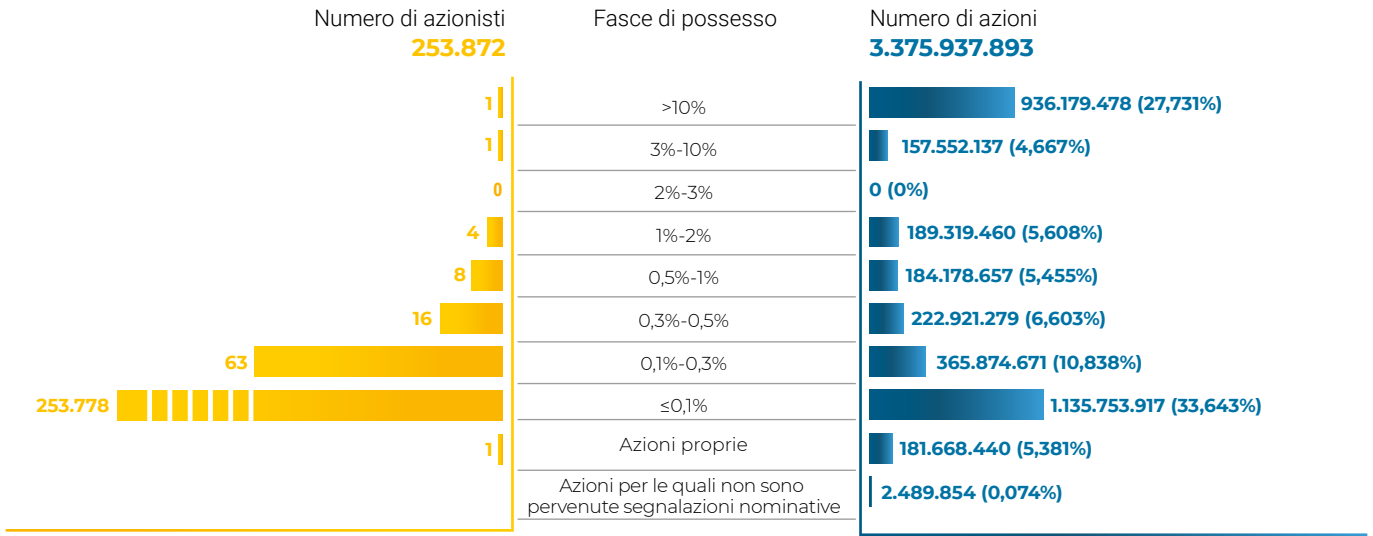 Numero di azionisti Fasce di possesso Numero di azioni
253.872 3.375.937.893
1 >10% 936.179.478 (27,731%)
1 3%-10% 157.552.137 (4,667%)
0 2%-3% 0 (0%)
4 1%-2% 189.319.460 (5,608%)
8 0,5%-1% 184.178.657 (5,455%)
16 0,3%-0,5% 222.921.279 (6,603%)
63 0,1%-0,3% 365.874.671 (10,838%)
253.778 ≤0,1% 1.135.753.917 (33,643%)
1 Azioni proprie 181.668.440 (5,381%)
Azioni per le quali non sono
pervenute segnalazioni nominative 2.489.854 (0,074%)